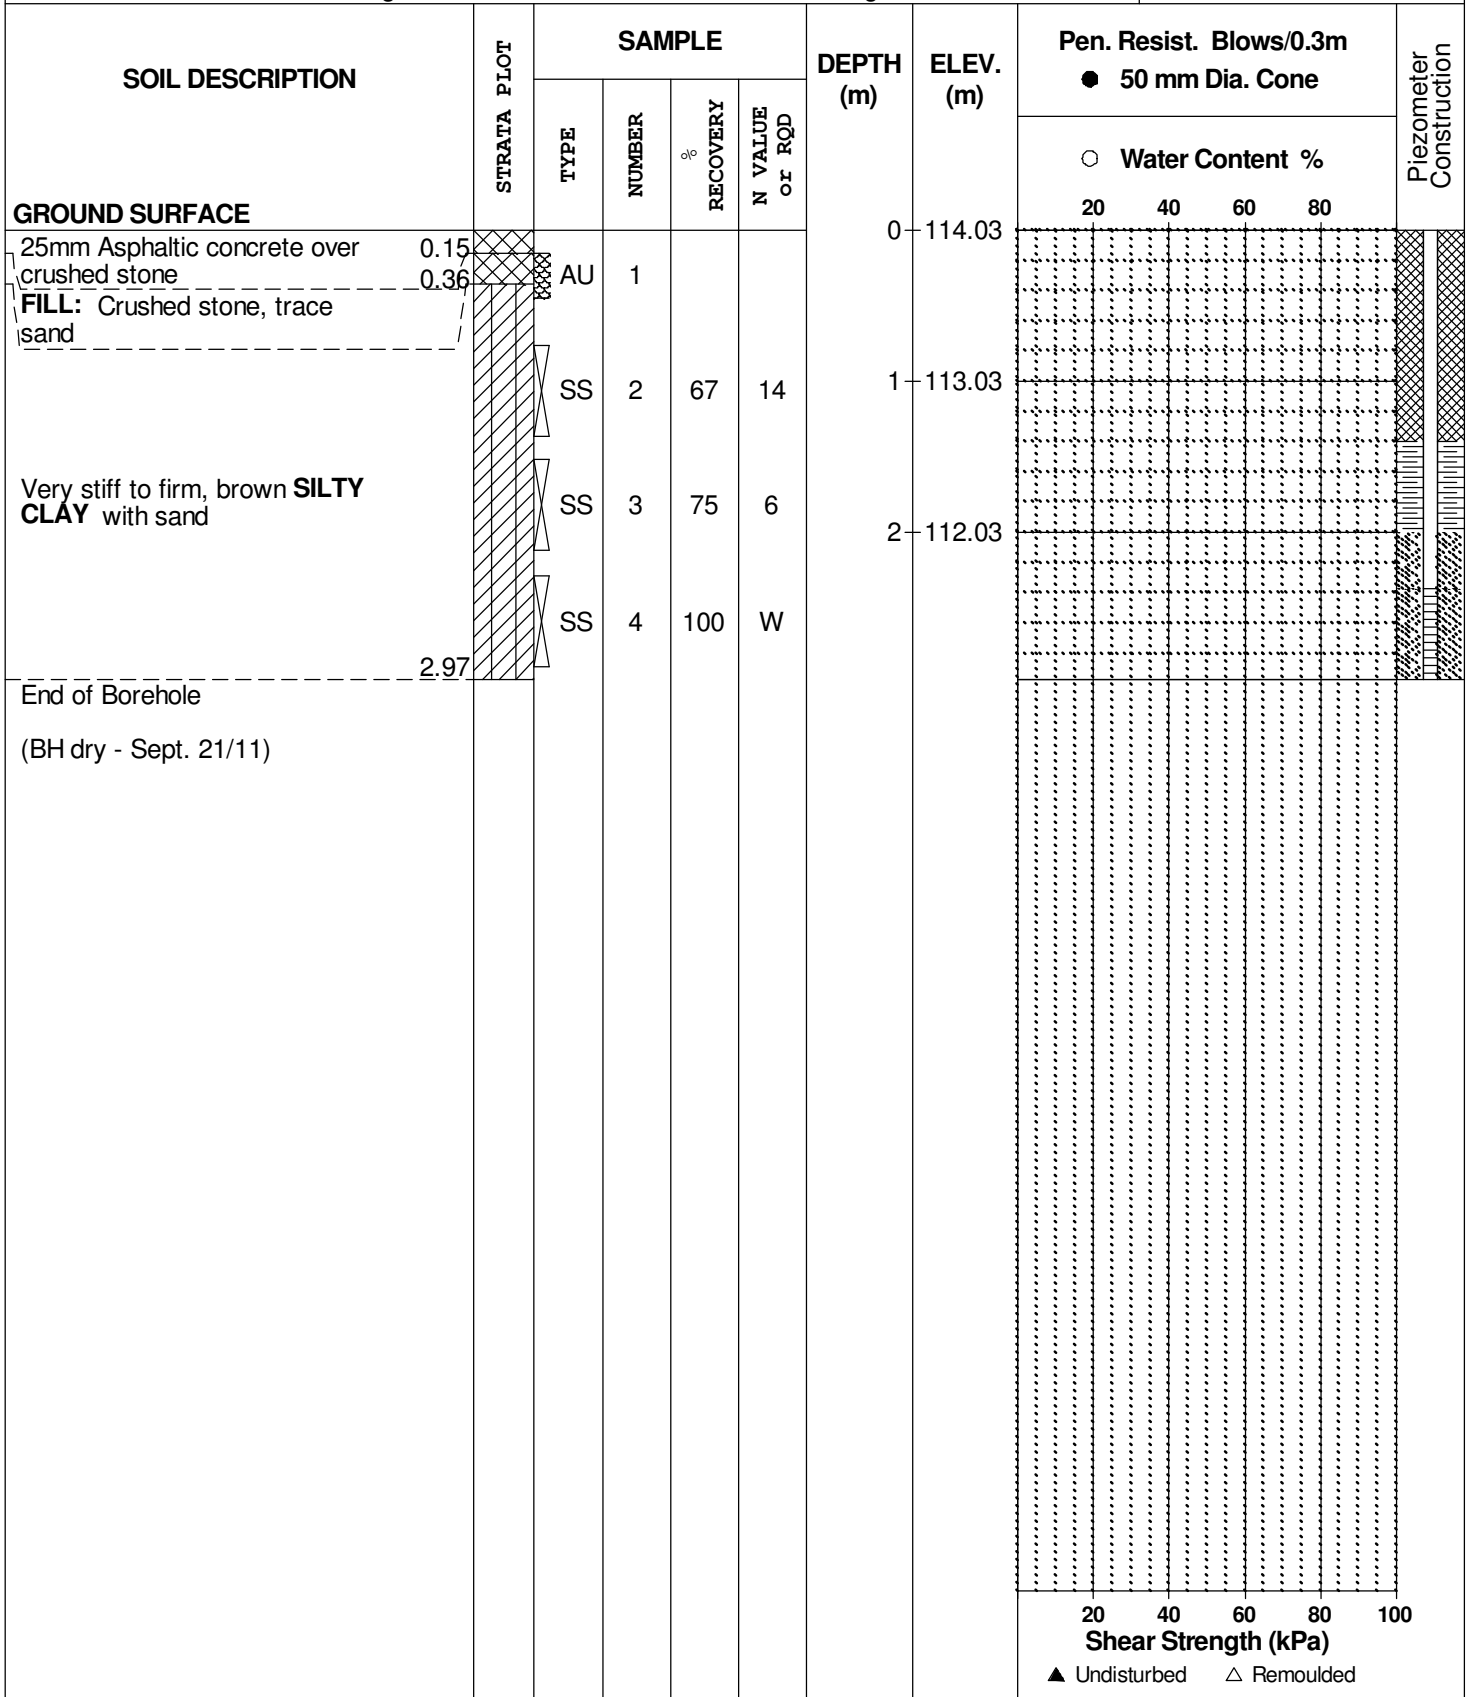 SOIL DESCRIPTION
STRATA PLOT
SAMPLE
TYPE
NUMBER
%
RECOVERY
N VALUE
or RQD
DEPTH
(m)
ELEV.
(m)
Pen. Resist. Blows/0.3m
● 50 mm Dia. Cone
○ Water Content %
Piezometer
Construction
20 40 60 80
GROUND SURFACE
0 114.03
25mm Asphaltic concrete over 0.15
crushed stone 0.36
AU 1
FILL: Crushed stone, trace
sand
1 113.03
SS 2 67 14
Very stiff to firm, brown SILTY
CLAY with sand
SS 3 75 6
2 112.03
SS 4 100 W
2.97
End of Borehole
(BH dry - Sept. 21/11)
20 40 60 80 100
Shear Strength (kPa)
▲ Undisturbed △ Remoulded